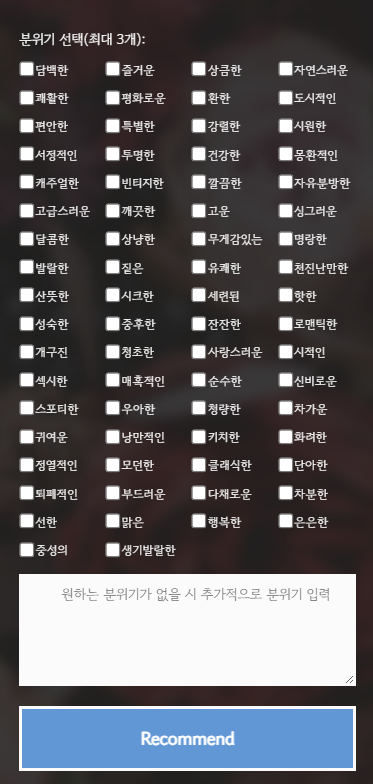 분위기 선택(최대 3개):
담백한 즐거운 상큼한 자연스러운
쾌활한 평화로운 환한 도시적인
편안한 특별한 강렬한 시원한
서정적인 투명한 건강한 몽환적인
캐주얼한 빈티지한 깔끔한 자유분방한
고급스러운 깨끗한 고운 싱그러운
달콤한 상냥한 무게감있는 명랑한
발랄한 짙은 유쾌한 천진난만한
산뜻한 시크한 세련된 핫한
성숙한 중후한 잔잔한 로맨틱한
개구진 청초한 사랑스러운 시적인
섹시한 매혹적인 순수한 신비로운
스포티한 우아한 청량한 차가운
귀여운 낭만적인 키치한 화려한
정열적인 모던한 클래식한 단아한
퇴폐적인 부드러운 다채로운 차분한
선한 맑은 행복한 은은한
중성의 생기발랄한
원하는 분위기가 없을 시 추가적으로 분위기 입력
Recommend